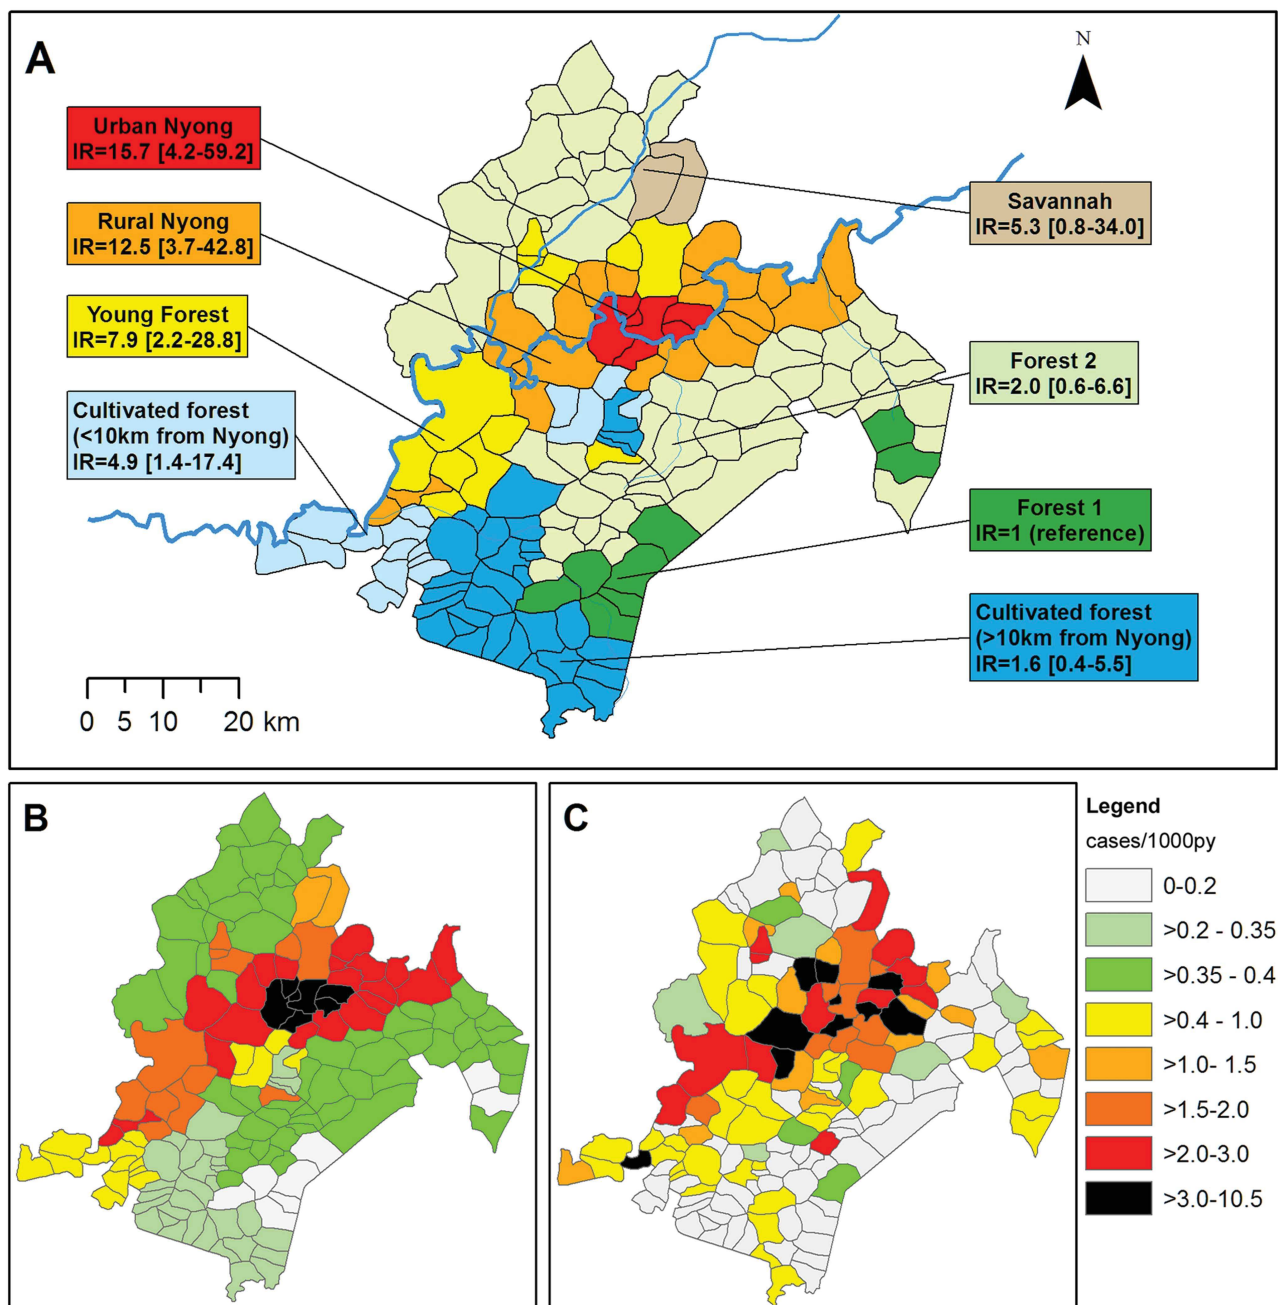 A
N
Urban Nyong
IR=15.7 [4.2-59.2]
Rural Nyong
IR=12.5 [3.7-42.8]
Young Forest
IR=7.9 [2.2-28.8]
Cultivated forest
(<10km from Nyong)
IR=4.9 [1.4-17.4]
Savannah
IR=5.3 [0.8-34.0]
Forest 2
IR=2.0 [0.6-6.6]
Forest 1
IR=1 (reference)
Cultivated forest
(>10km from Nyong)
IR=1.6 [0.4-5.5]
0 5 10 20 km
B
C
Legend
cases/1000py
0-0.2
>0.2 - 0.35
>0.35 - 0.4
>0.4 - 1.0
>1.0- 1.5
>1.5-2.0
>2.0-3.0
>3.0-10.5